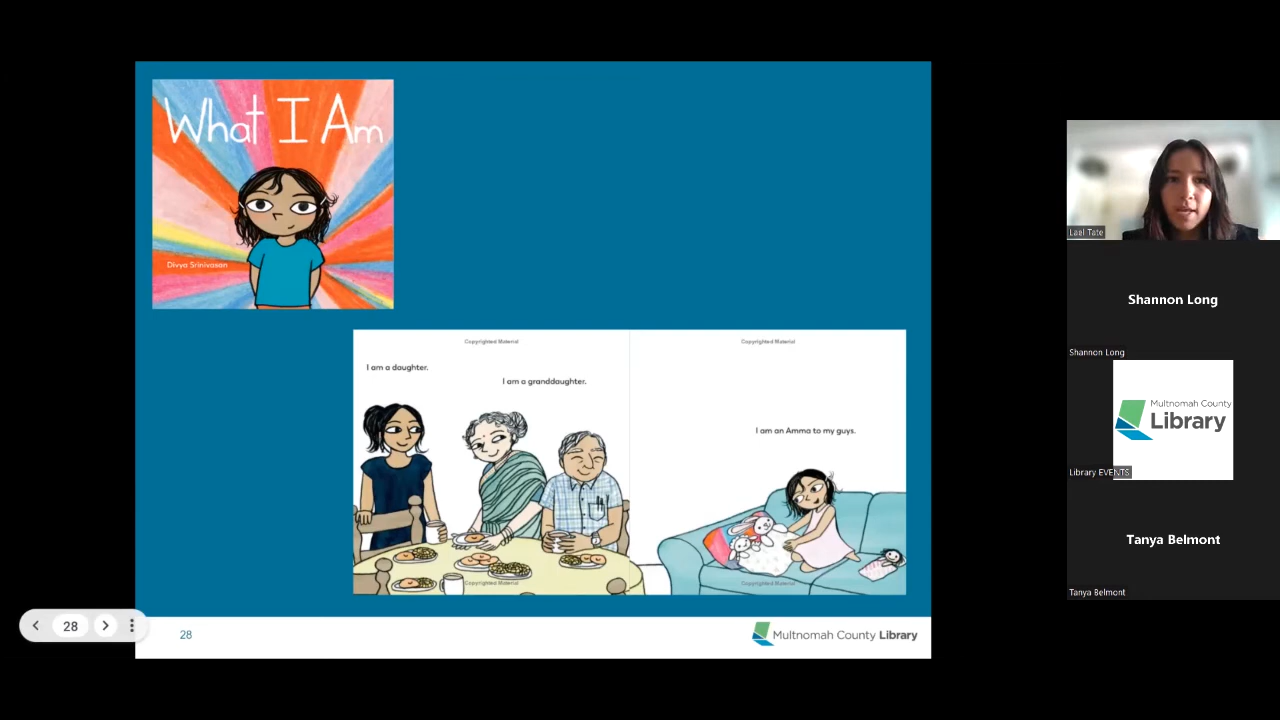 What I Am
Divya Srinivasan
Copyrighted Material
I am a daughter.
I am a granddaughter.
Copyrighted Material
Copyrighted Material
I am an Amma to my guys.
Copyrighted Material
28
28
Multnomah County Library
Lael Tate
Shannon Long
Shannon Long
Multnomah County
Library
Library EVENTS
Tanya Belmont
Tanya Belmont